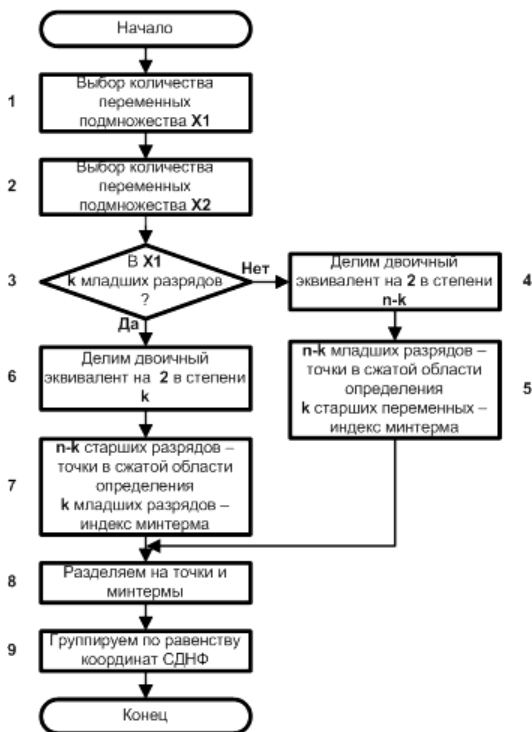 Начало
1
Выбор количества
переменных
подмножества X1
2
Выбор количества
переменных
подмножества X2
3
В X1
k младших разрядов
?
Нет
Да
4
Делим двоичный
эквивалент на 2 в степени
n-k
5
n-k младших разрядов –
точки в сжатой области
определения
k старших переменных –
индекс минтерма
6
Делим двоичный
эквивалент на 2 в степени
k
7
n-k старших разрядов –
точки в сжатой области
определения
k младших разрядов –
индекс минтерма
8
Разделяем на точки и
минтермы
9
Группируем по равенству
координат СДНФ
Конец